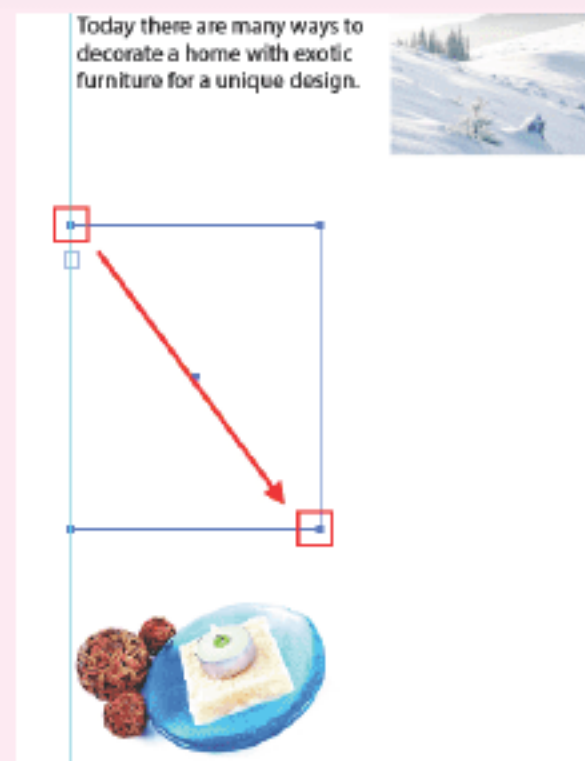 Today there are many ways to
decorate a home with exotic
furniture for a unique design.